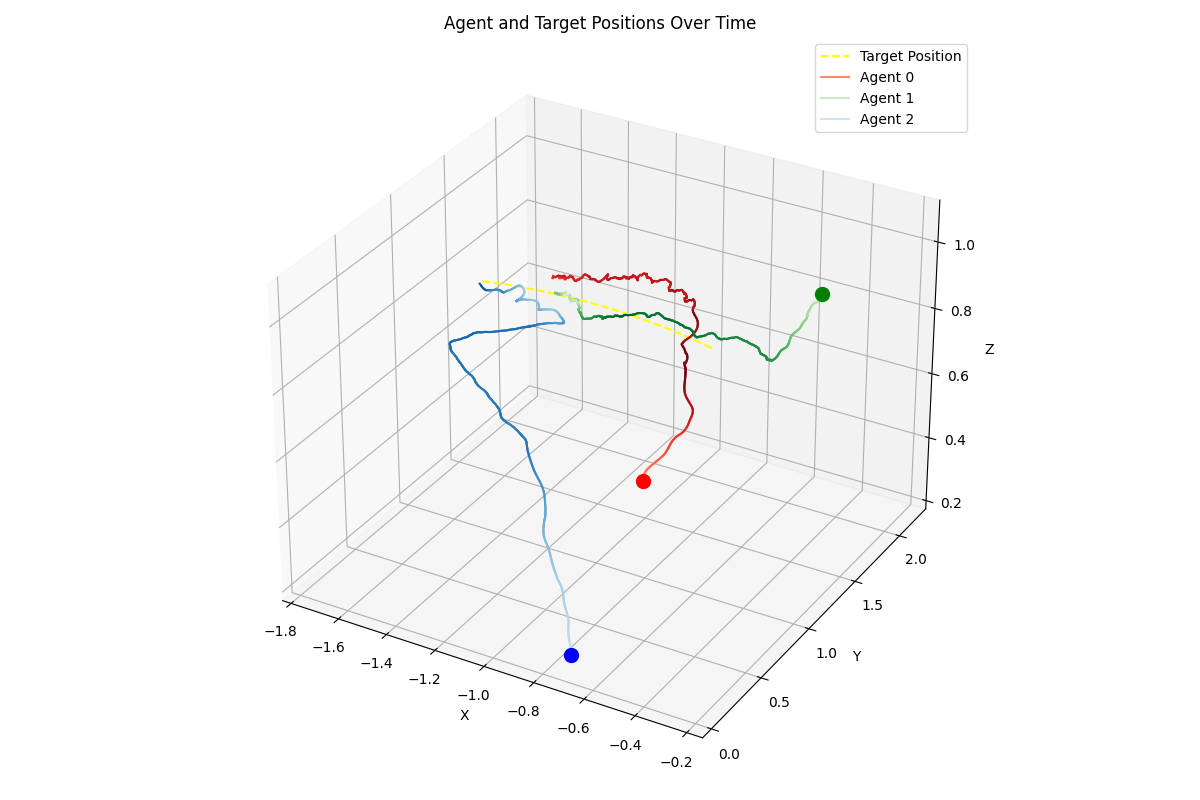 Agent and Target Positions Over Time
Target Position
Agent 0
Agent 1
Agent 2
1.0
0.8
Z
0.6
0.4
0.2
2.0
1.5
1.0
Y
0.5
0.0
−1.8
−1.6
−1.4
−1.2
−1.0
X
−0.8
−0.6
−0.4
−0.2